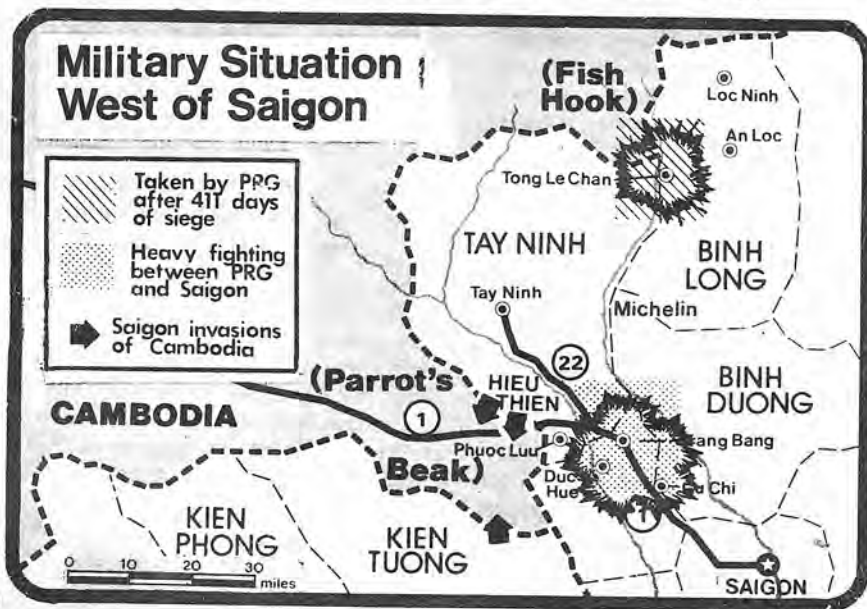 Military Situation
West of Saigon
Taken by PRG
after 411 days
of siege
Heavy fighting
between PRG
and Saigon
Saigon invasions
of Cambodia
(Fish
Hook)
Loc Ninh
An Loc
Tong Le Chan
TAY NINH
BINH
LONG
Tay Ninh
Michelin
22
(Parrot's
HIEU
THIEN
BINH
DUONG
CAMBODIA
1
Phuoc Luu
ang Bang
Beak)
Duc
Hue
Chi
KIEN
PHONG
KIEN
TUONG
1
0 10 20 30
miles
SAIGON